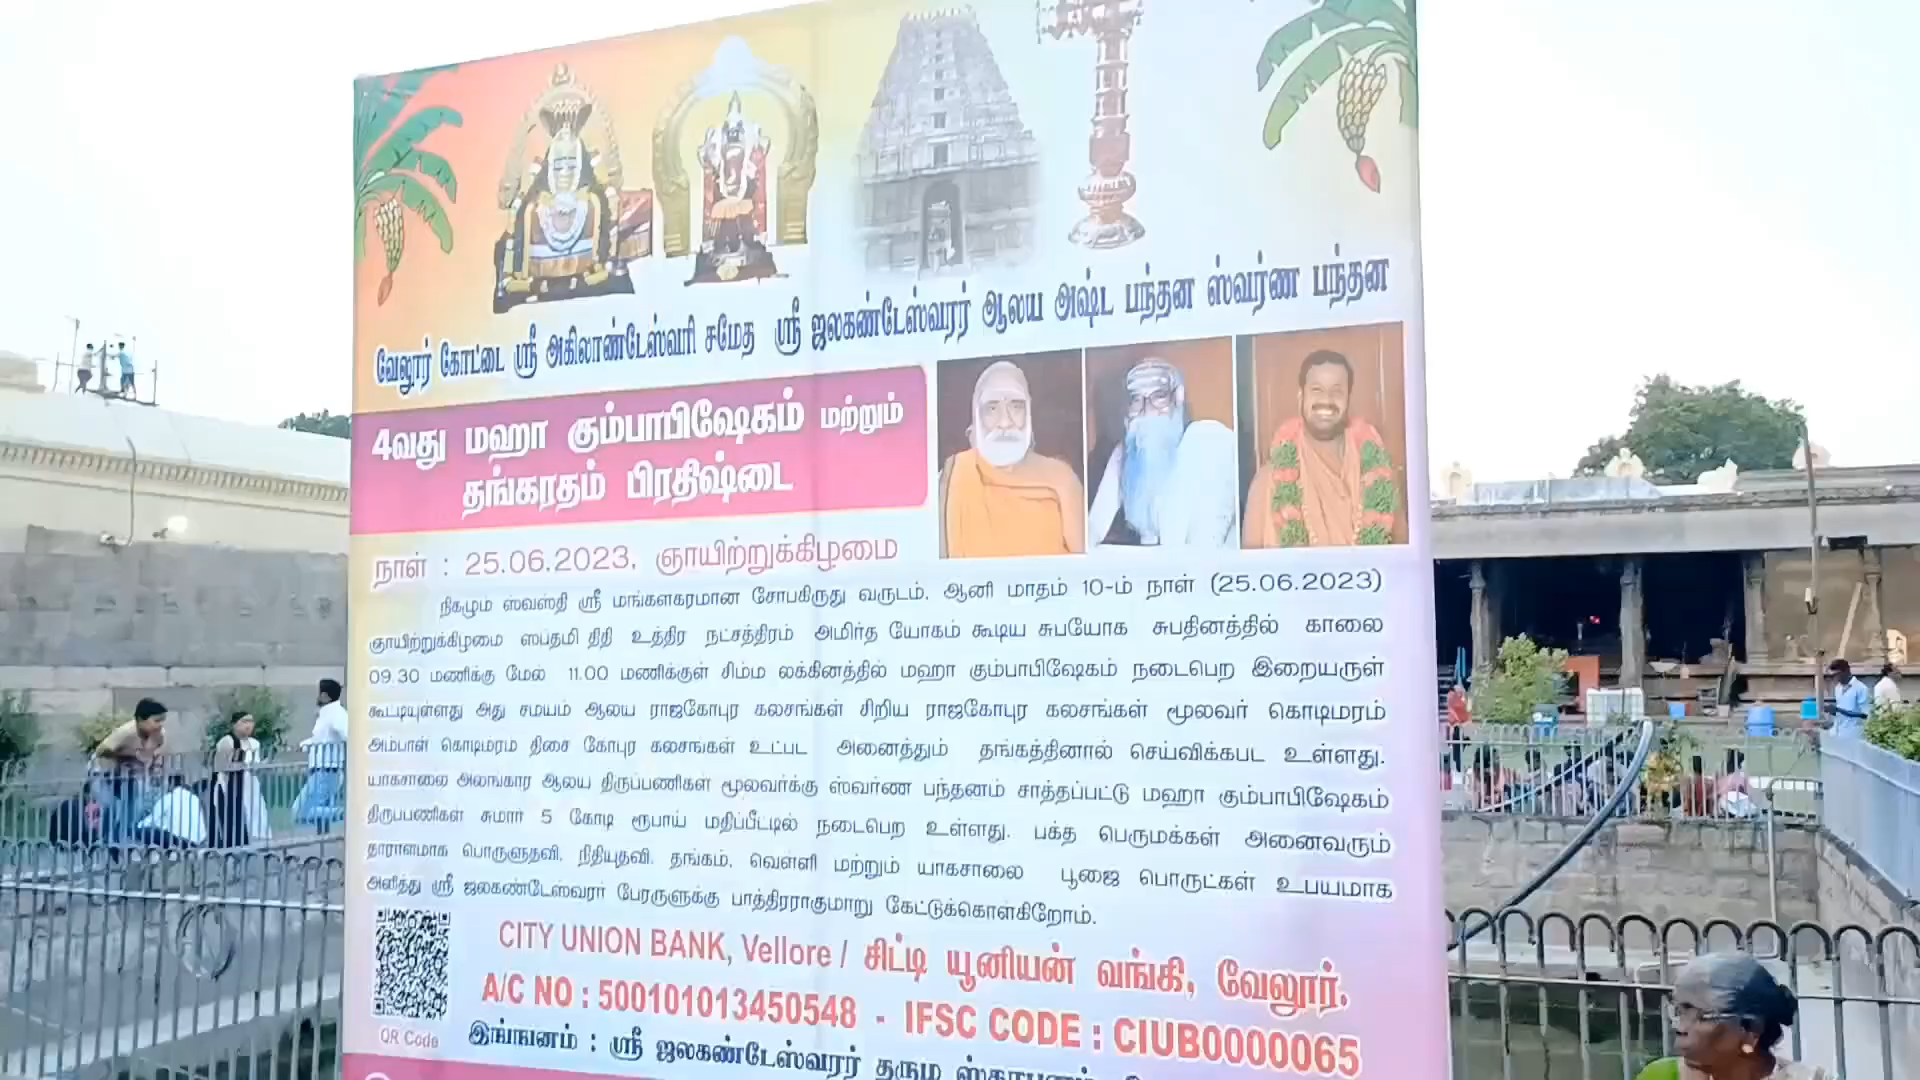 வேலூர் கோட்டை ஸ்ரீ அகிலாண்டேஸ்வரி சமேத ஸ்ரீ ஜலகண்டேஸ்வரர் ஆலய அஷ்ட பந்தன ஸ்வர்ண பந்தன
4வது மஹா கும்பாபிஷேகம் மற்றும்
தங்கரதம் பிரதிஷ்டை
நாள் : 25.06.2023, ஞாயிற்றுக்கிழமை
நிகழும் ஸ்வஸ்தி ஸ்ரீ மங்களகரமான சோபகிருது வருடம். ஆனி மாதம் 10-ம் நாள் (25.06.2023)
ஞாயிற்றுக்கிழமை ஸப்தமி திதி உத்திர நட்சத்திரம் அமிர்த யோகம் கூடிய சுபயோக சுபதினத்தில் காலை
09.30 மணிக்கு மேல் 11.00 மணிக்குள் சிம்ம லக்கினத்தில் மஹா கும்பாபிஷேகம் நடைபெற இறையருள்
கூட்டியுள்ளது அது சமயம் ஆலய ராஜகோபுர கலசங்கள் சிறிய ராஜகோபுர கலசங்கள் மூலவர் கொடிமரம்
அம்பாள் கொடிமரம் திசை கோபுர கலசங்கள் உட்பட அனைத்தும் தங்கத்தினால் செய்விக்கபட உள்ளது.
யாகசாலை அலங்கார ஆலய திருப்பணிகள் மூலவர்க்கு ஸ்வர்ண பந்தனம் சாத்தப்பட்டு மஹா கும்பாபிஷேகம்
திருப்பணிகள் சுமார் 5 கோடி ரூபாய் மதிப்பீட்டில் நடைபெற உள்ளது. பக்த பெருமக்கள் அனைவரும்
தாராளமாக பொருளுதவி, நிதியுதவி, தங்கம், வெள்ளி மற்றும் யாகசாலை பூஜை பொருட்கள் உபயமாக
அளித்து ஸ்ரீ ஜலகண்டேஸ்வரர் பேரருளுக்கு பாத்திரராகுமாறு கேட்டுக்கொள்கிறோம்.
CITY UNION BANK, Vellore / சிட்டி யூனியன் வங்கி, வேலூர்.
A/C NO : 500101013450548 - IFSC CODE : CIUB0000065
QR Code
இங்ஙனம் : ஸ்ரீ ஜலகண்டேஸ்வரர் தரும